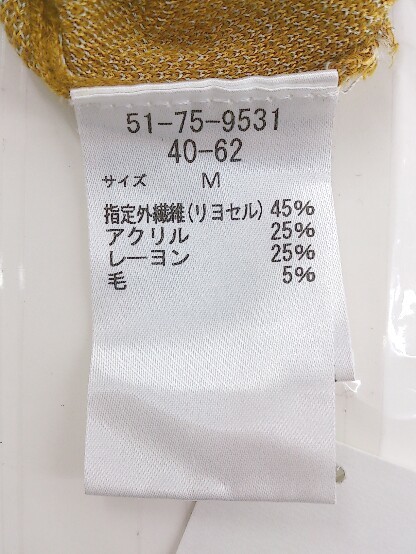 51-75-9531
40-62
サイズ M
指定外繊維(リヨセル) 45%
アクリル 25%
レーヨン 25%
毛 5%